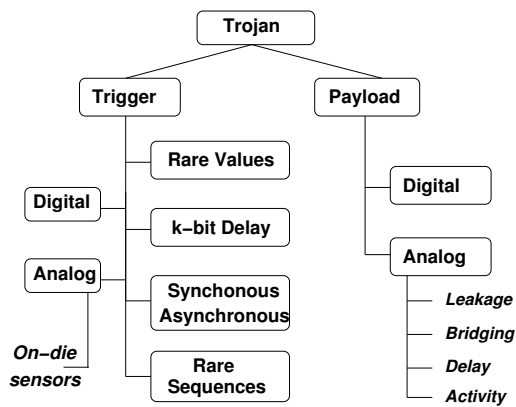 Trojan
Trigger
Payload
Rare Values
Digital
k–bit Delay
Analog
Synchonous
Asynchronous
On–die
sensors
Rare
Sequences
Digital
Analog
Leakage
Bridging
Delay
Activity